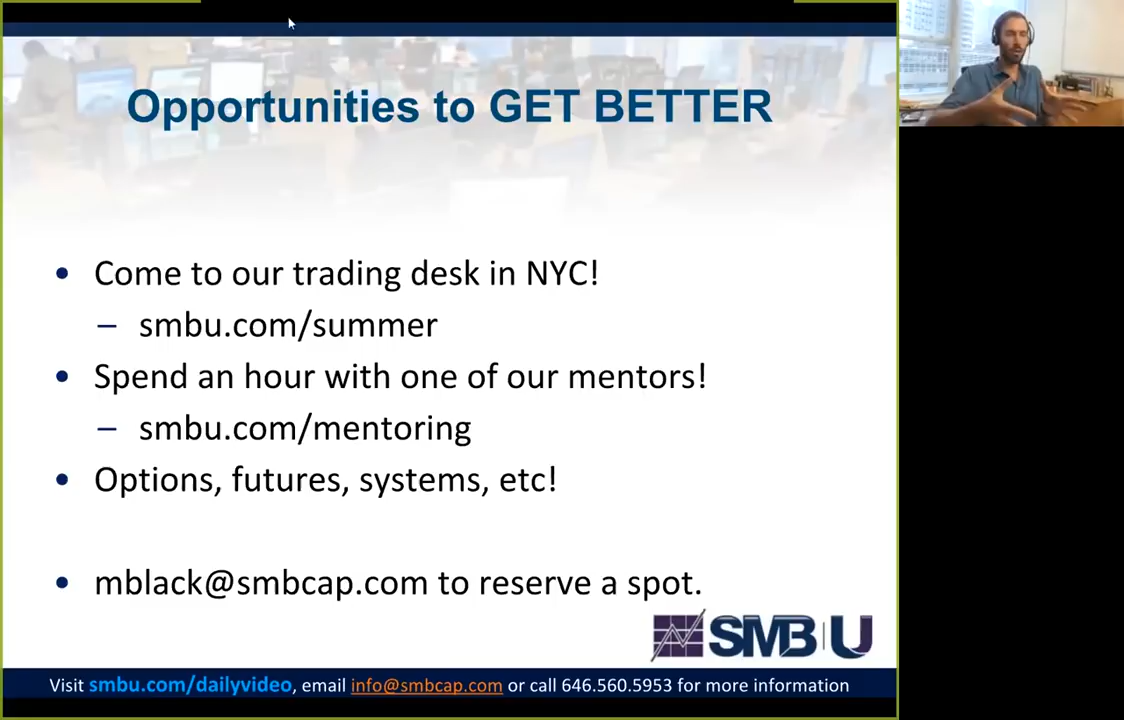 Opportunities to GET BETTER
• Come to our trading desk in NYC!
– smbu.com/summer
• Spend an hour with one of our mentors!
– smbu.com/mentoring
• Options, futures, systems, etc!
• mblack@smbcap.com to reserve a spot.
SMB U
Visit smbu.com/dailyvideo, email info@smbcap.com or call 646.560.5953 for more information